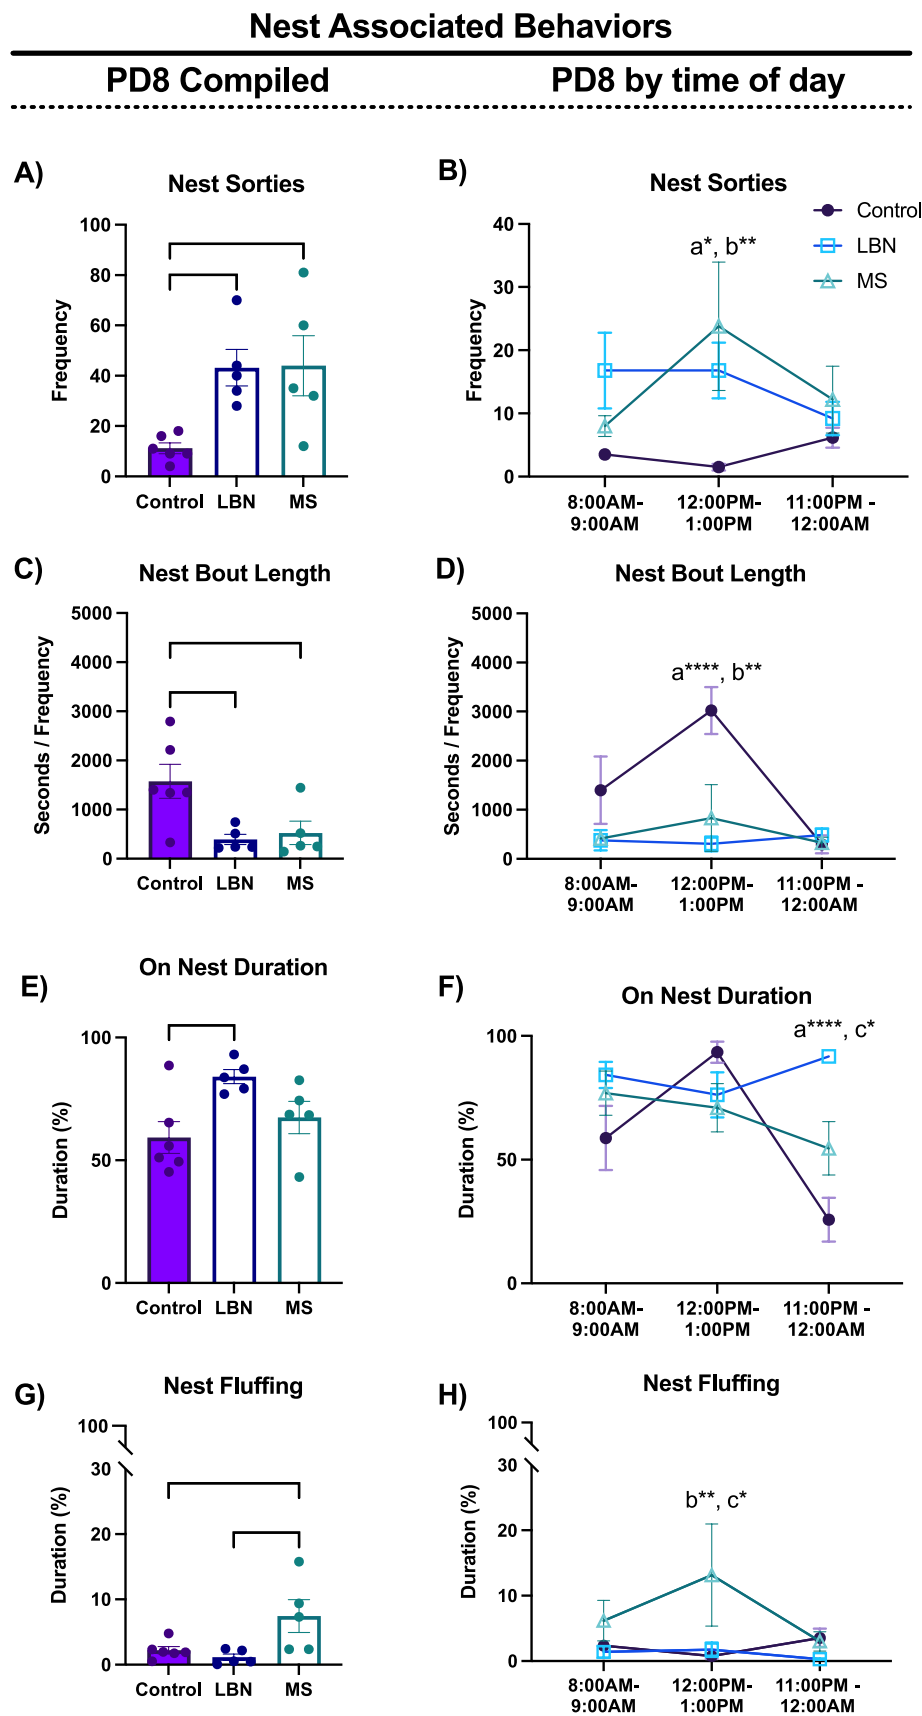 Nest Associated Behaviors
PD8 Compiled
PD8 by time of day
A)
Nest Sorties
Frequency
100
80
60
40
20
0
Control
LBN
MS
B)
Nest Sorties
Control
LBN
MS
a*, b**
Frequency
40
30
20
10
0
8:00AM-
9:00AM
12:00PM-
1:00PM
11:00PM -
12:00AM
C)
Nest Bout Length
Seconds / Frequency
5000
4000
3000
2000
1000
0
Control
LBN
MS
D)
Nest Bout Length
a****, b**
Seconds / Frequency
5000
4000
3000
2000
1000
0
8:00AM-
9:00AM
12:00PM-
1:00PM
11:00PM -
12:00AM
E)
On Nest Duration
Duration (%)
100
50
0
Control
LBN
MS
F)
On Nest Duration
a****, c*
Duration (%)
100
50
0
8:00AM-
9:00AM
12:00PM-
1:00PM
11:00PM -
12:00AM
G)
Nest Fluffing
Duration (%)
100
30
20
10
0
Control
LBN
MS
H)
Nest Fluffing
b**, c*
Duration (%)
100
30
20
10
0
8:00AM-
9:00AM
12:00PM-
1:00PM
11:00PM -
12:00AM